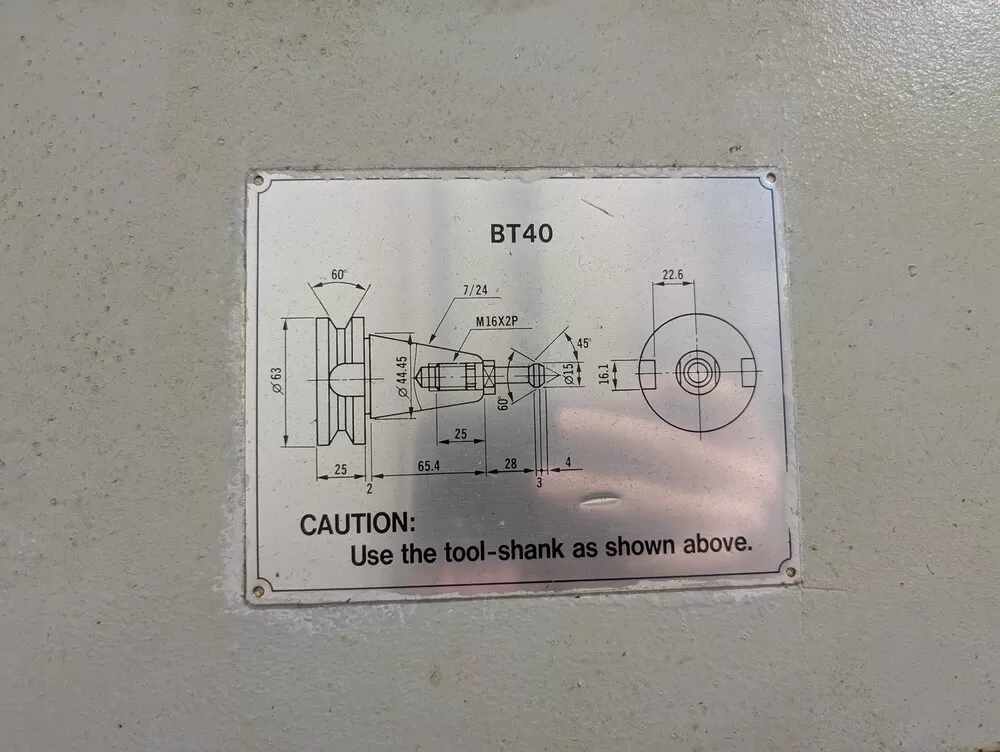 BT40
60°
22.6
7/24
M16X2P
45°
Ø63
Ø44.45
Ø15
16.1
60°
25
25
65.4
28
4
2
3
CAUTION:
Use the tool-shank as shown above.